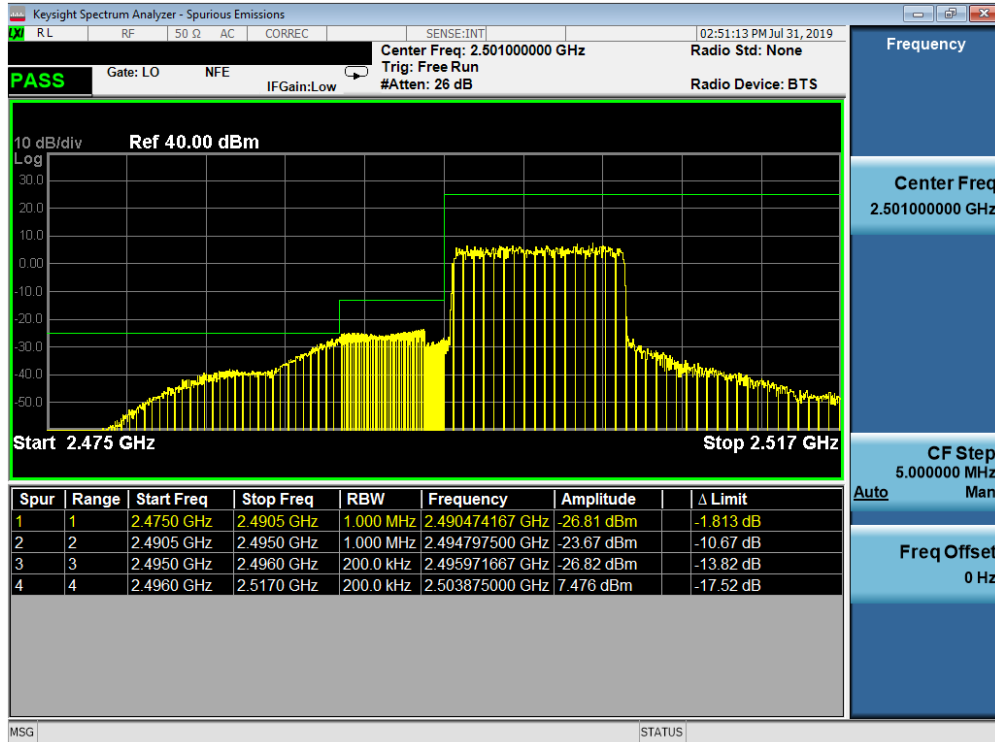 Keysight Spectrum Analyzer - Spurious Emissions
LXI RL RF 50 Ω AC CORREC SENSE:INT 02:51:13 PM Jul 31, 2019
Center Freq: 2.501000000 GHz Radio Std: None
Trig: Free Run
PASS Gate: LO NFE
IFGain:Low #Atten: 26 dB Radio Device: BTS
10 dB/div Ref 40.00 dBm
Log
30.0
20.0
10.0
0.00
-10.0
-20.0
-30.0
-40.0
-50.0
Start 2.475 GHz Stop 2.517 GHz
Spur Range Start Freq Stop Freq RBW Frequency Amplitude Δ Limit
1 1 2.4750 GHz 2.4905 GHz 1.000 MHz 2.490474167 GHz -26.81 dBm -1.813 dB
2 2 2.4905 GHz 2.4950 GHz 1.000 MHz 2.494797500 GHz -23.67 dBm -10.67 dB
3 3 2.4950 GHz 2.4960 GHz 200.0 kHz 2.495971667 GHz -26.82 dBm -13.82 dB
4 4 2.4960 GHz 2.5170 GHz 200.0 kHz 2.503875000 GHz 7.476 dBm -17.52 dB
MSG STATUS
Frequency
Center Freq
2.501000000 GHz
CF Step
5.000000 MHz
Auto Man
Freq Offset
0 Hz